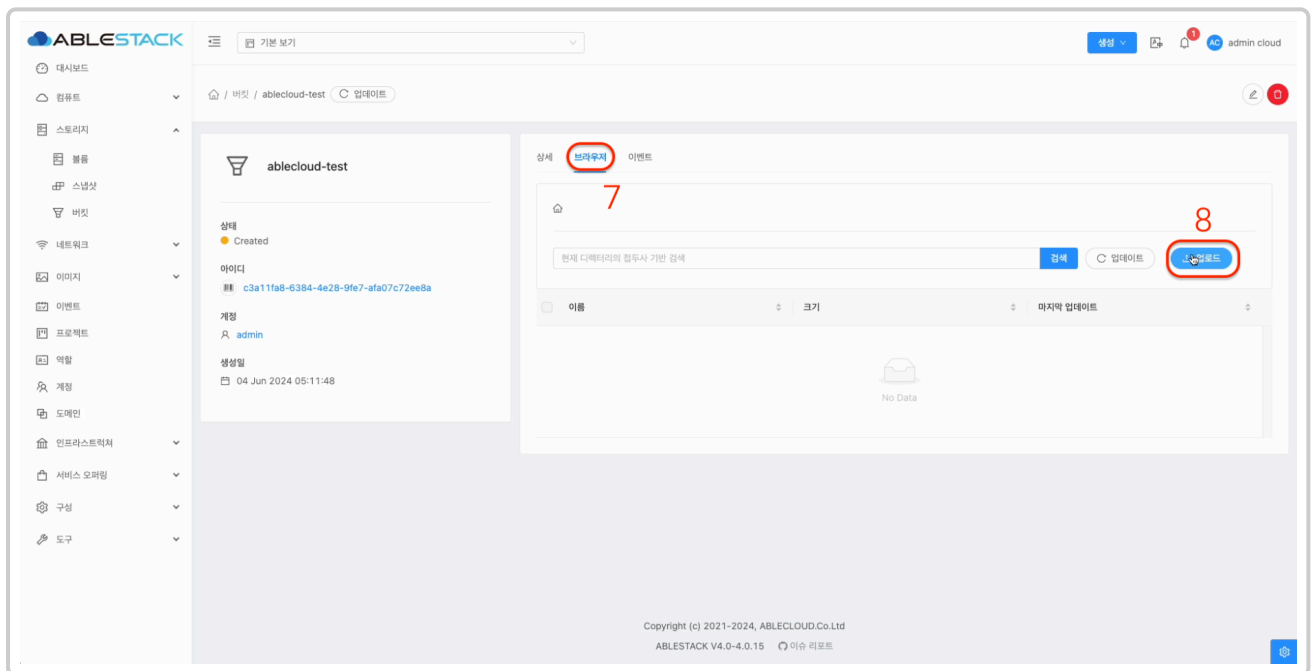 ABLESTACK
기본 보기
생성
1
AC
admin cloud
대시보드
컴퓨트
스토리지
볼륨
스냅샷
버킷
네트워크
이미지
이벤트
프로젝트
역할
계정
도메인
인프라스트럭쳐
서비스 오퍼링
구성
도구
/ 버킷 / ablecloud-test
업데이트
ablecloud-test
상태
Created
아이디
c3a11fa8-6384-4e28-9fe7-afa07c72ee8a
계정
admin
생성일
04 Jun 2024 05:11:48
상세
브라우저
이벤트
7
8
현재 디렉터리의 접두사 기반 검색
검색
업데이트
업로드
이름
크기
마지막 업데이트
No Data
Copyright (c) 2021-2024, ABLECLOUD.Co.Ltd
ABLESTACK V4.0-4.0.15
이슈 리포트